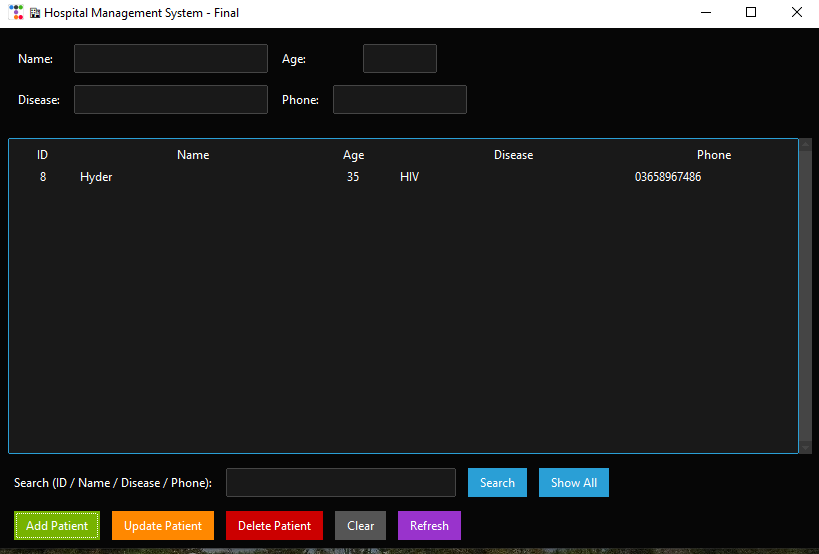 Hospital Management System - Final
Name: Age:
Disease: Phone:
ID Name Age Disease Phone
8 Hyder 35 HIV 03658967486
Search (ID / Name / Disease / Phone): Search Show All
Add Patient Update Patient Delete Patient Clear Refresh